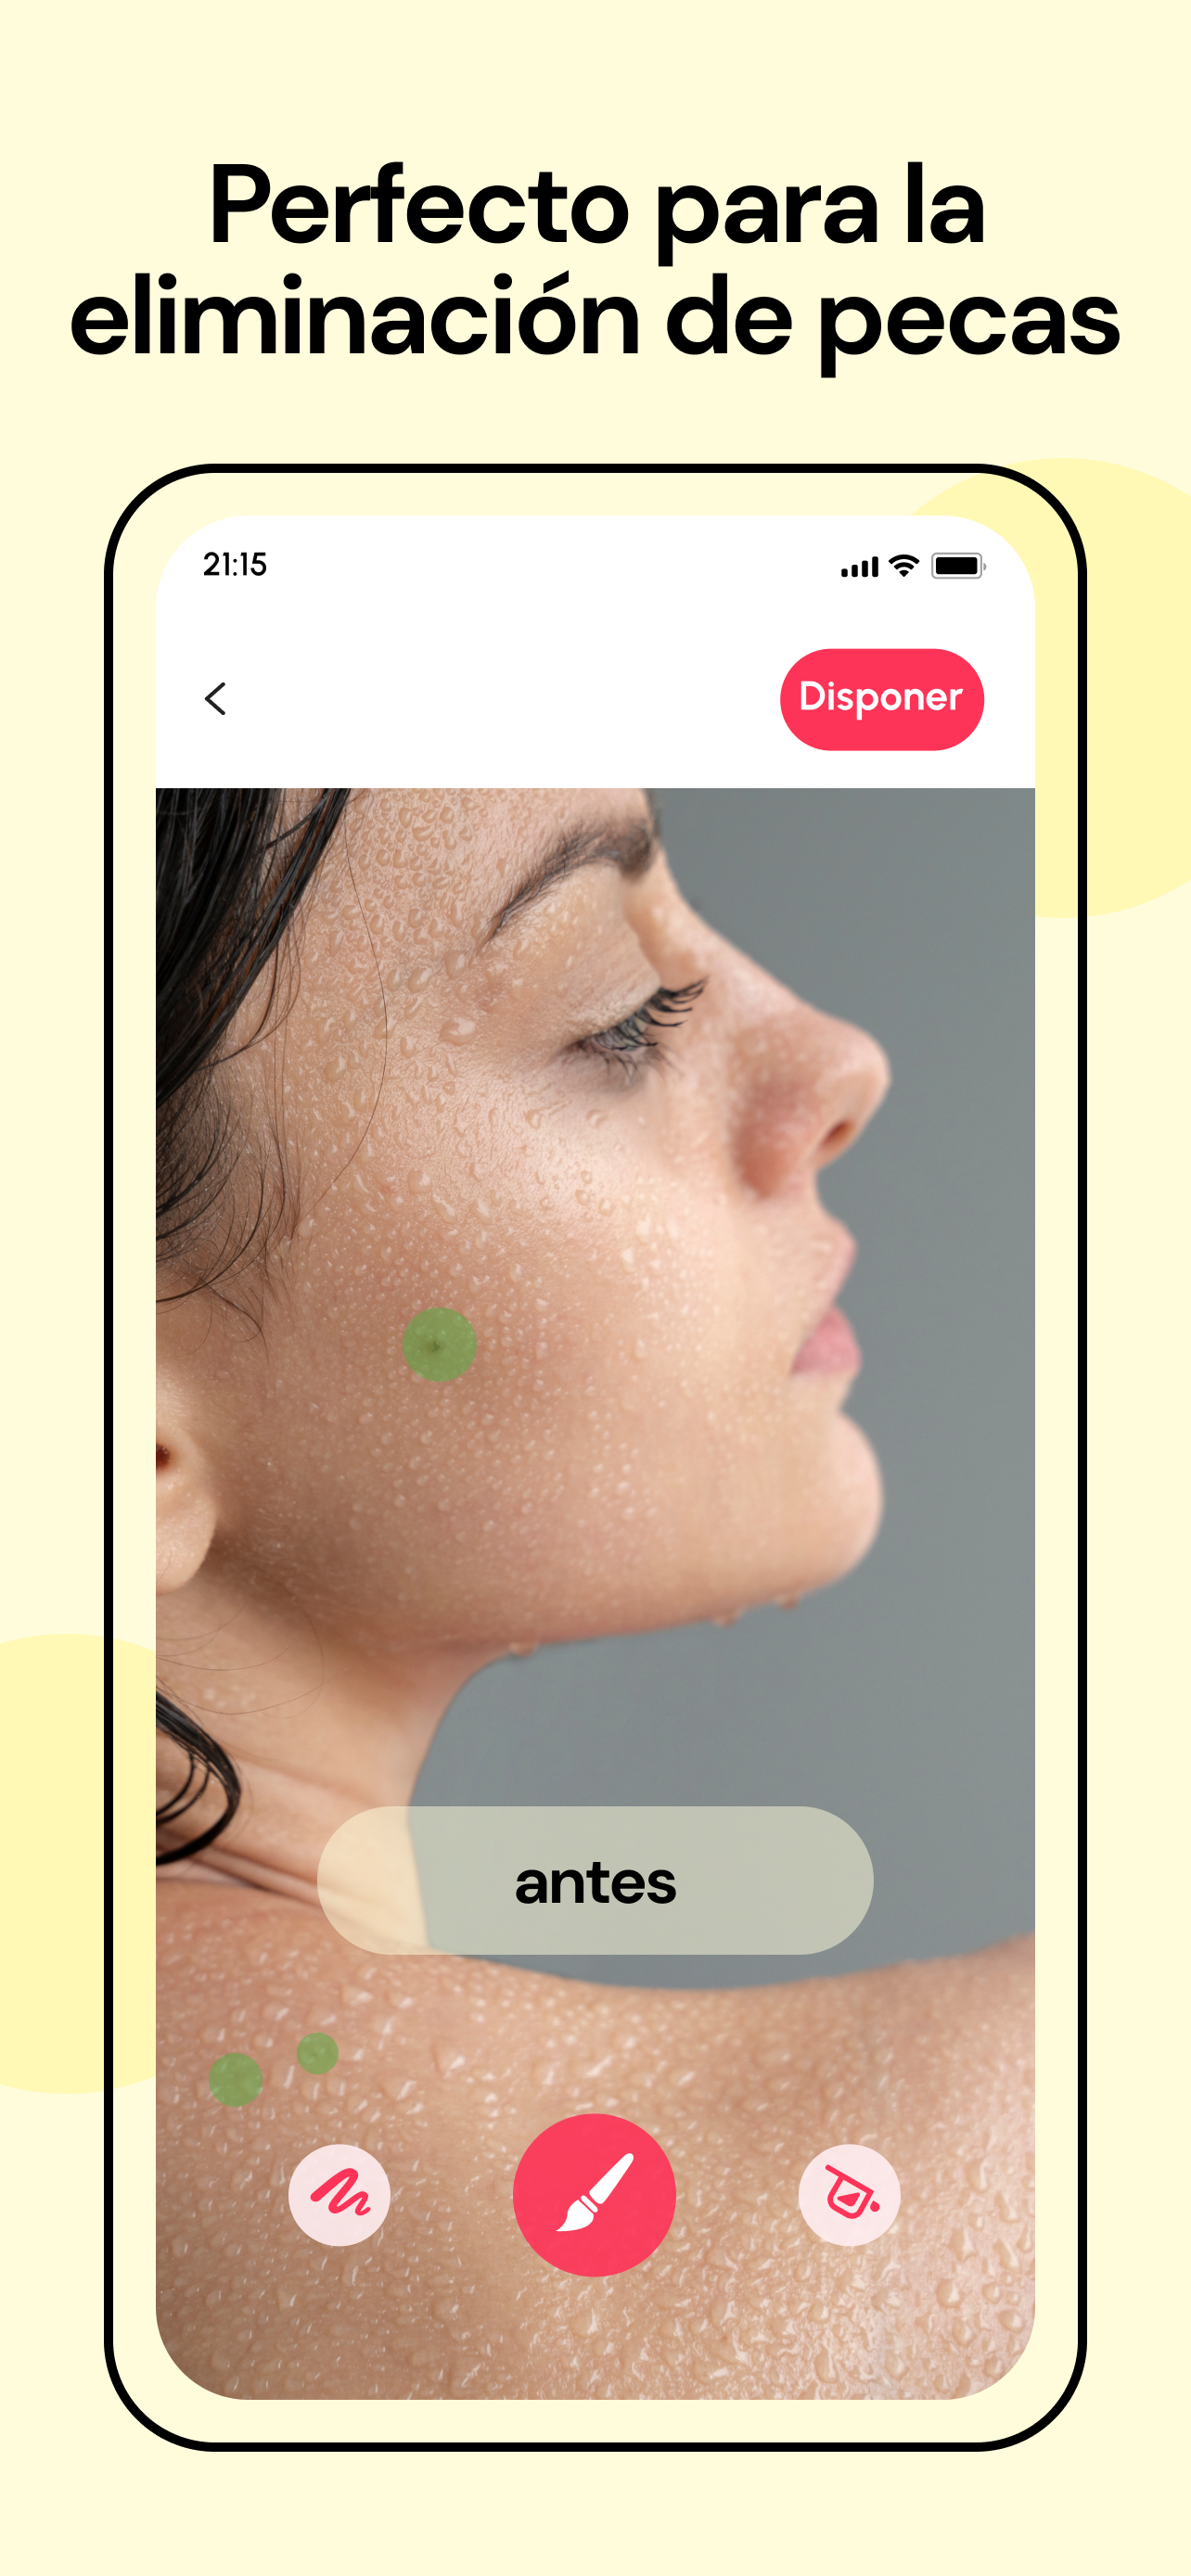 Perfecto para la
eliminación de pecas
21:15
Disponer
antes